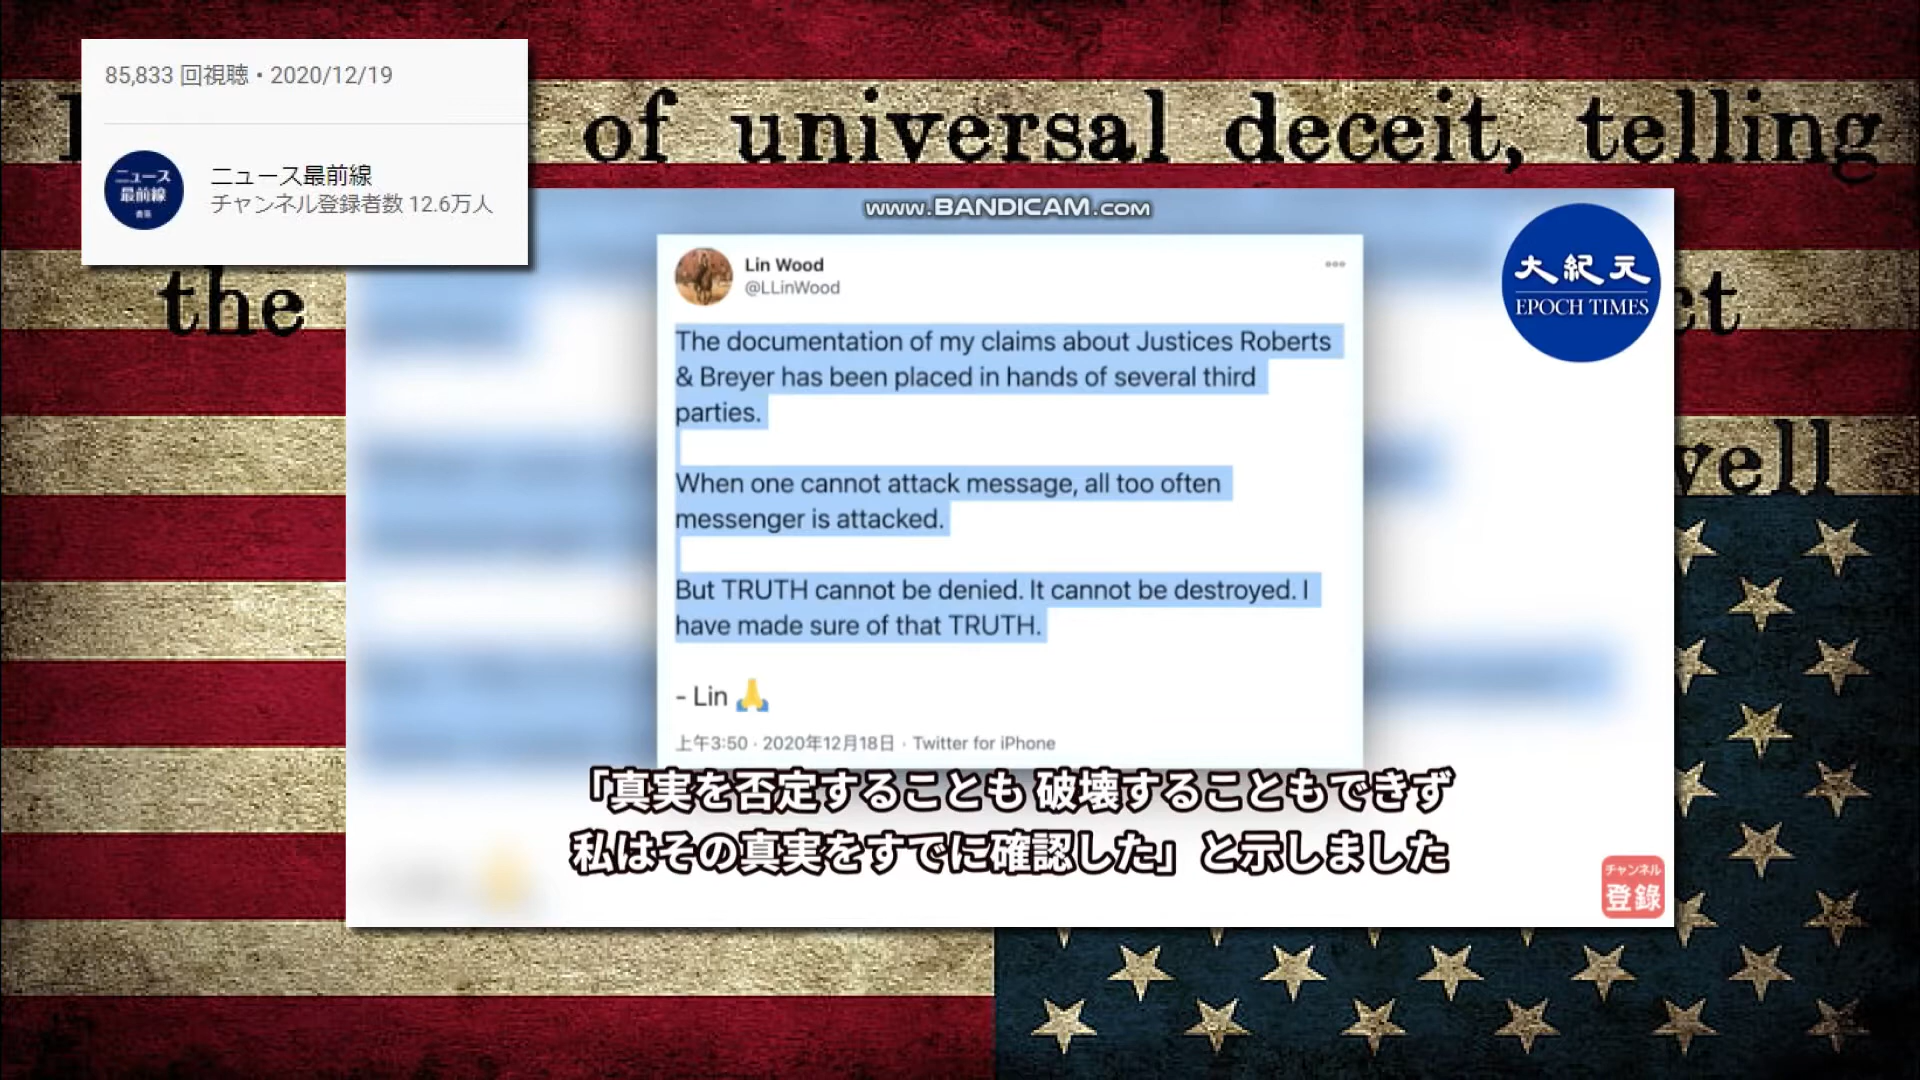 85,833 回視聴・2020/12/19
ニュース最前線
チャンネル登録者数 12.6万人
ニュース
最前線
of universal deceit, telling
the
ct
well
www.BANDICAM.com
大紀元
EPOCH TIMES
Lin Wood
@LLinWood
The documentation of my claims about Justices Roberts
& Breyer has been placed in hands of several third
parties.
When one cannot attack message, all too often
messenger is attacked.
But TRUTH cannot be denied. It cannot be destroyed. I
have made sure of that TRUTH.
- Lin 🙏
上午3:50 · 2020年12月18日 · Twitter for iPhone
「真実を否定することも 破壊することもできず
私はその真実をすでに確認した」と示しました
チャンネル
登錄